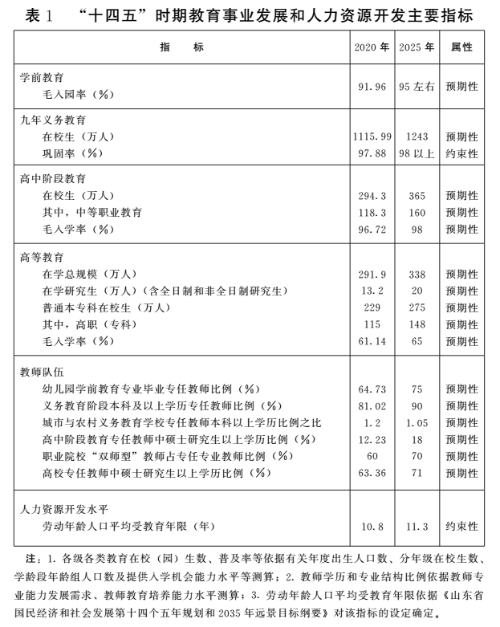 表 1 “十四五”时期教育事业发展和人力资源开发主要指标
指 标 2020 年 2025 年 属性
学前教育
毛入园率（%） 91.96 95 左右 预期性
九年义务教育
在校生（万人） 1115.99 1243 预期性
巩固率（%） 97.88 98 以上 约束性
高中阶段教育
在校生（万人） 294.3 365 预期性
其中，中等职业教育 118.3 160 预期性
毛入学率（%） 96.72 98 预期性
高等教育
在学总规模（万人） 291.9 338 预期性
在学研究生（万人）（含全日制和非全日制研究生） 13.2 20 预期性
普通本专科在校生（万人） 229 275 预期性
其中，高职（专科） 115 148 预期性
毛入学率（%） 61.14 65 预期性
教师队伍
幼儿园学前教育专业毕业专任教师比例（%） 64.73 75 预期性
义务教育阶段本科及以上学历专任教师比例（%） 81.02 90 预期性
城市与农村义务教育学校专任教师本科以上学历比例之比 1.2 1.05 预期性
高中阶段教育专任教师中硕士研究生以上学历比例（%） 12.23 18 预期性
职业院校“双师型”教师占专任专业教师比例（%） 60 70 预期性
高校专任教师中硕士研究生以上学历比例（%） 63.36 71 预期性
人力资源开发水平
劳动年龄人口平均受教育年限（年） 10.8 11.3 约束性
注：1. 各级各类教育在校（园）生数、普及率等依据有关年度出生人口数、分年级在校生数、
学龄段年龄组人口数及提供入学机会能力水平等测算；2. 教师学历和专业结构比例依据教师专
业能力发展需求、教师教育培养能力水平测算；3. 劳动年龄人口平均受教育年限依据《山东省
国民经济和社会发展第十四个五年规划和 2035 年远景目标纲要》对该指标的设定确定。